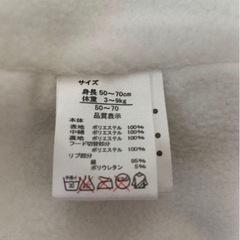 サイズ
身長 50～70cm
体重 3～9kg
50～70
品質表示
本体
表地 ポリエステル 100%
中綿 ポリエステル 100%
裏地 ポリエステル 100%
フード切替部分
ポリエステル 100%
リブ部分
綿 95%
ポリウレタン 5%